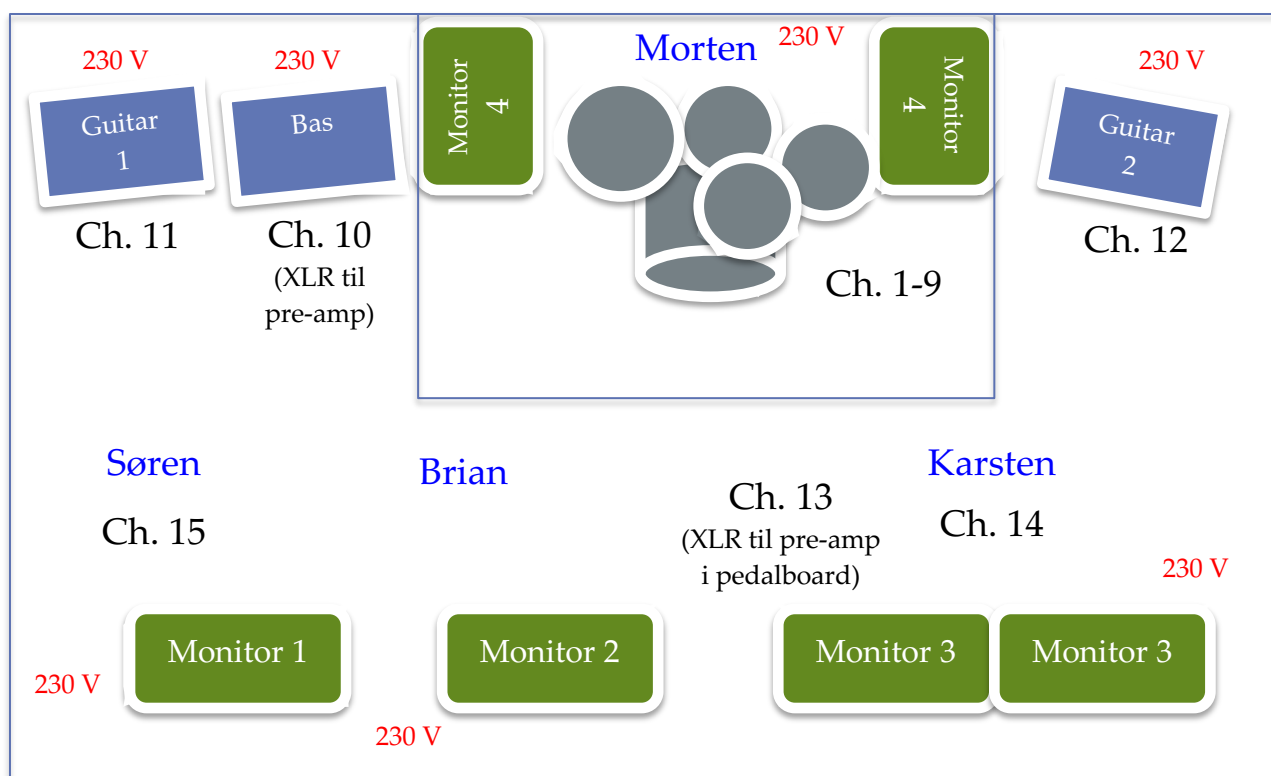 230 V
230 V
Morten
230 V
230 V
Guitar
1
Bas
Monitor
4
Monitor
4
Guitar
2
Ch. 11
Ch. 10
(XLR til
pre-amp)
Ch. 1-9
Ch. 12
Søren
Ch. 15
Brian
Ch. 13
(XLR til pre-amp
i pedalboard)
Karsten
Ch. 14
230 V
Monitor 1
Monitor 2
Monitor 3
Monitor 3
230 V
230 V